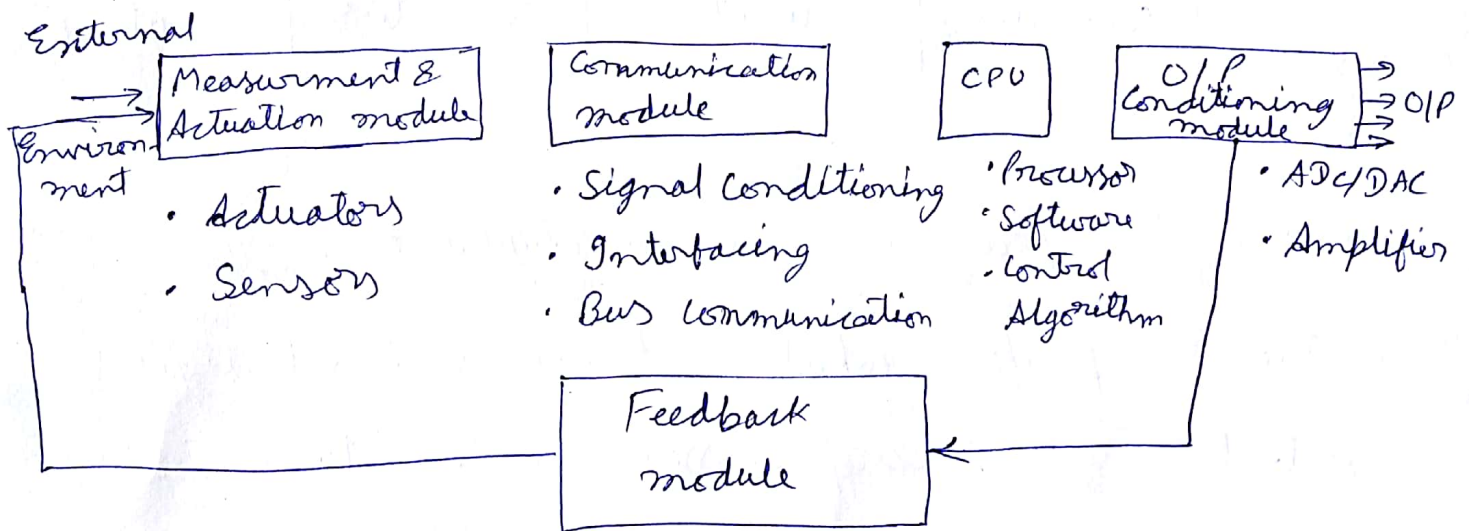 External
Environ-
ment
Measurment &
Actuation module
• Actuators
• Sensors
Communication
module
• Signal Conditioning
• Interfacing
• Bus communication
CPU
• Processor
• Software
• Control
Algorithm
O/P
Conditioning
module
O/P
• ADC/DAC
• Amplifier
Feedback
module